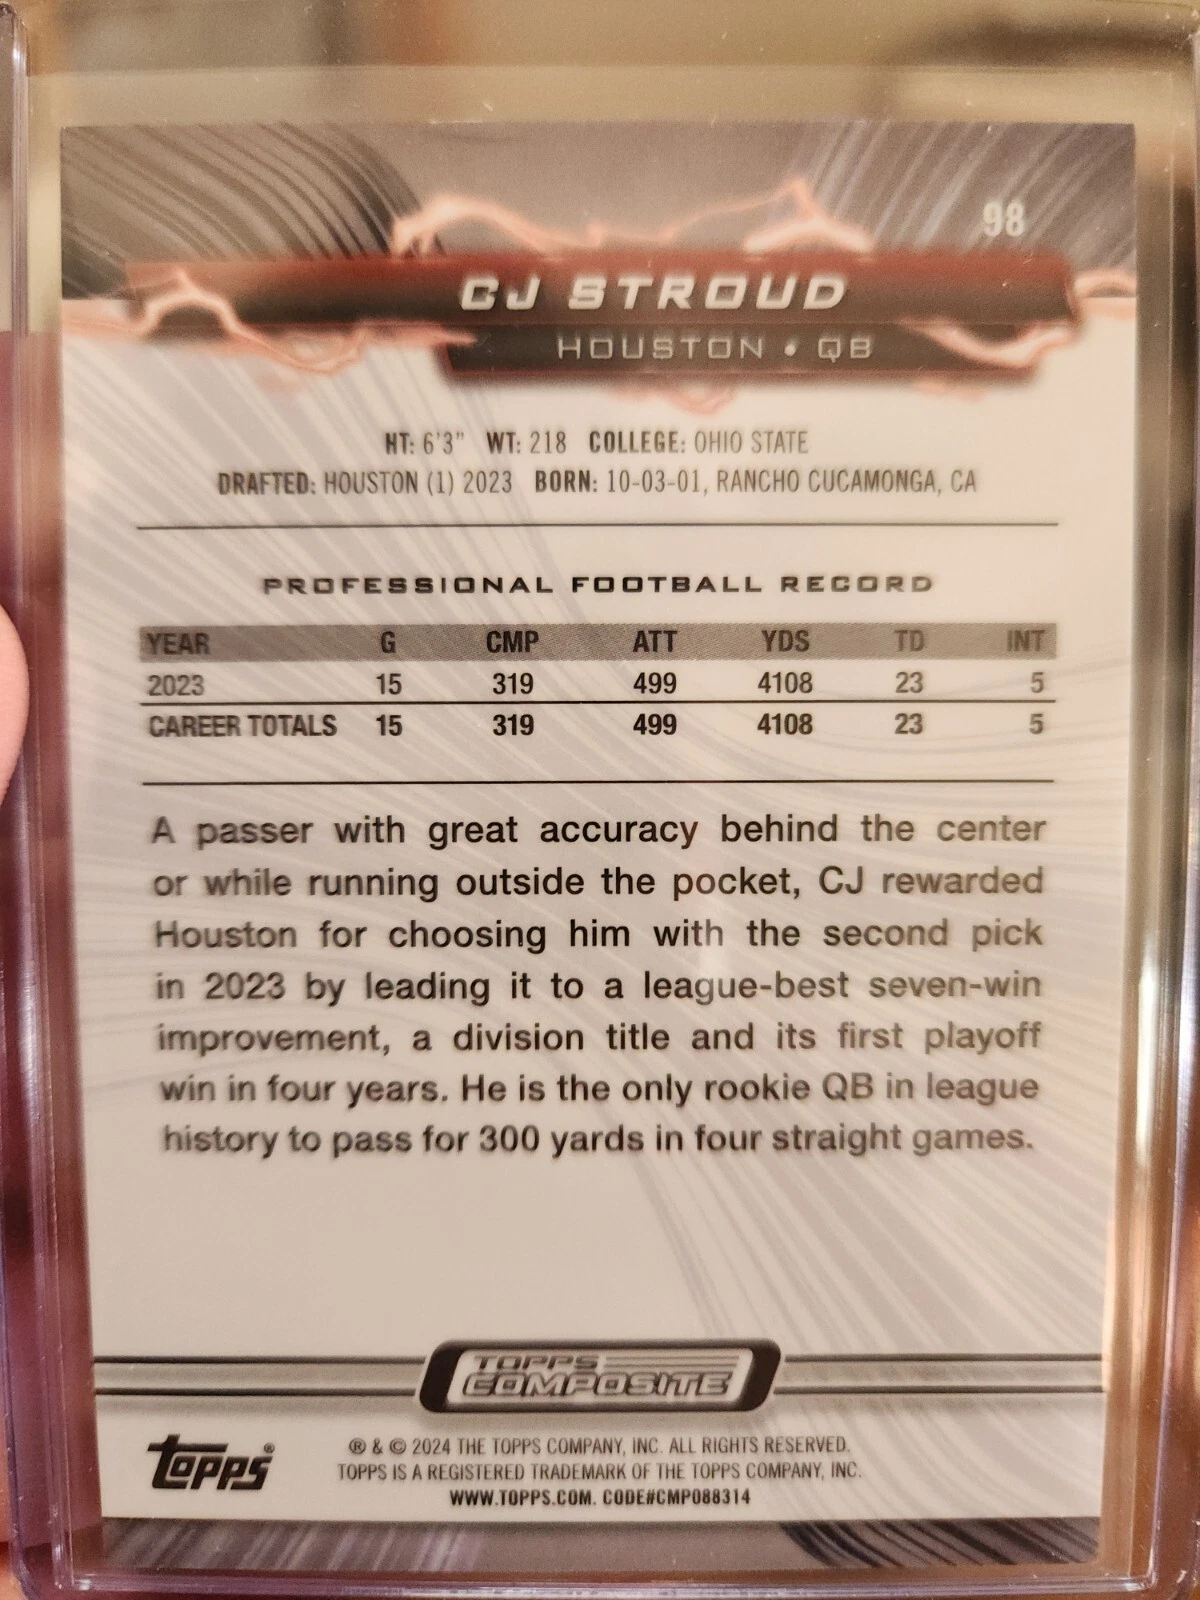 98
CJ STROUD
HOUSTON • QB
HT: 6'3" WT: 218 COLLEGE: OHIO STATE
DRAFTED: HOUSTON (1) 2023 BORN: 10-03-01, RANCHO CUCAMONGA, CA
PROFESSIONAL FOOTBALL RECORD
YEAR G CMP ATT YDS TD INT
2023 15 319 499 4108 23 5
CAREER TOTALS 15 319 499 4108 23 5
A passer with great accuracy behind the center
or while running outside the pocket, CJ rewarded
Houston for choosing him with the second pick
in 2023 by leading it to a league-best seven-win
improvement, a division title and its first playoff
win in four years. He is the only rookie QB in league
history to pass for 300 yards in four straight games.
TOPPS
COMPOSITE
topps®
® & © 2024 THE TOPPS COMPANY, INC. ALL RIGHTS RESERVED.
TOPPS IS A REGISTERED TRADEMARK OF THE TOPPS COMPANY, INC.
WWW.TOPPS.COM. CODE#CMP088314